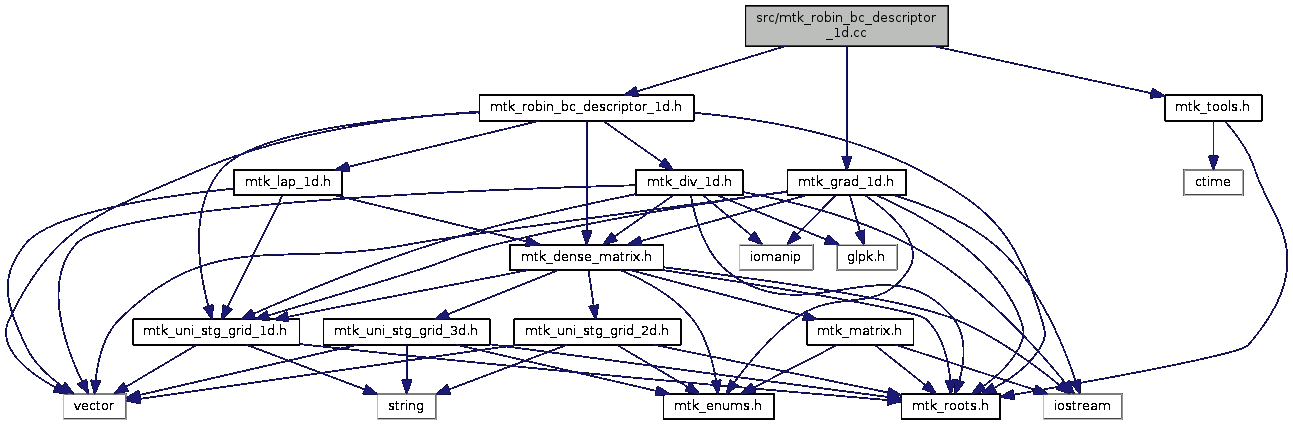 src/mtk_robin_bc_descriptor
_1d.cc
mtk_robin_bc_descriptor_1d.h
mtk_tools.h
mtk_lap_1d.h
mtk_div_1d.h
mtk_grad_1d.h
ctime
mtk_dense_matrix.h
iomanip
glpk.h
mtk_uni_stg_grid_1d.h
mtk_uni_stg_grid_3d.h
mtk_uni_stg_grid_2d.h
mtk_matrix.h
vector
string
mtk_enums.h
mtk_roots.h
iostream